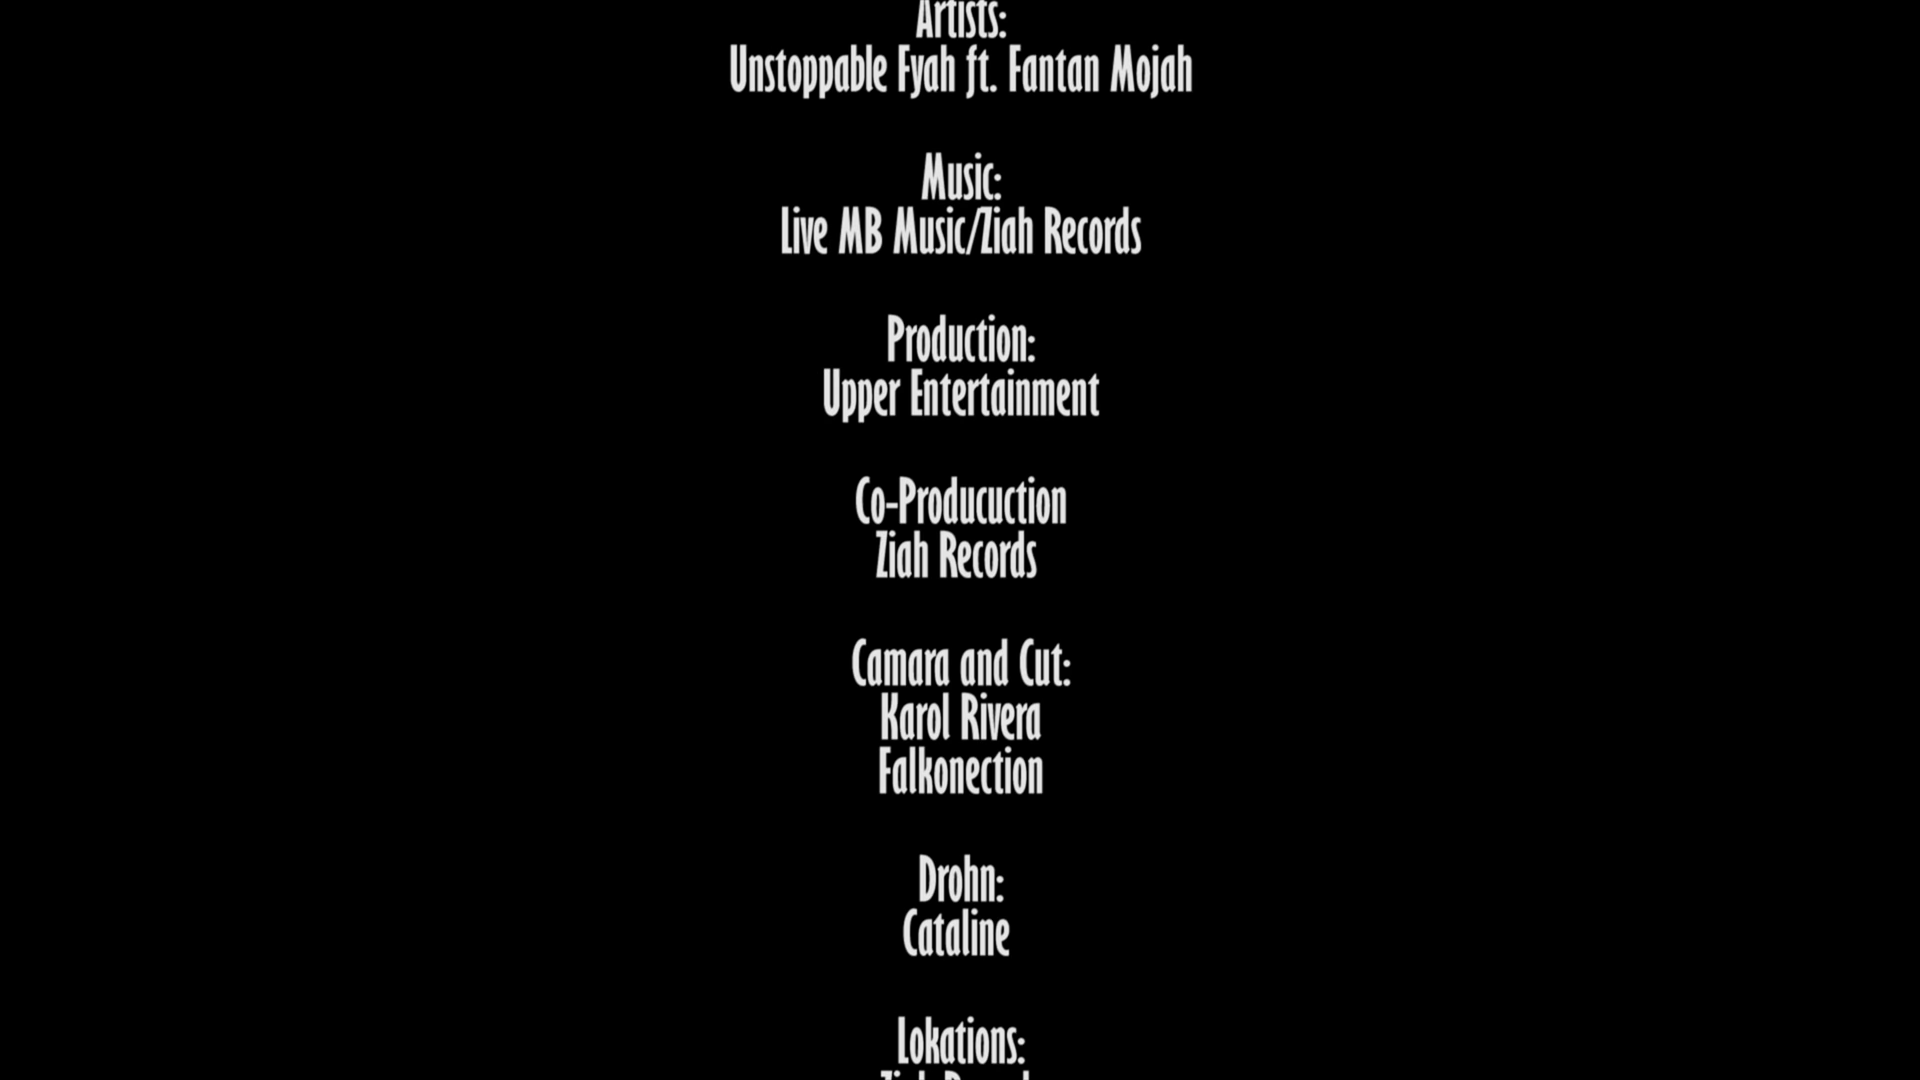 Artists:
Unstoppable Fyah ft. Fantan Mojah
Music:
Live MB Music/Ziah Records
Production:
Upper Entertainment
Co-Producuction
Ziah Records
Camara and Cut:
Karol Rivera
Falkonection
Drohn:
Cataline
Lokations: